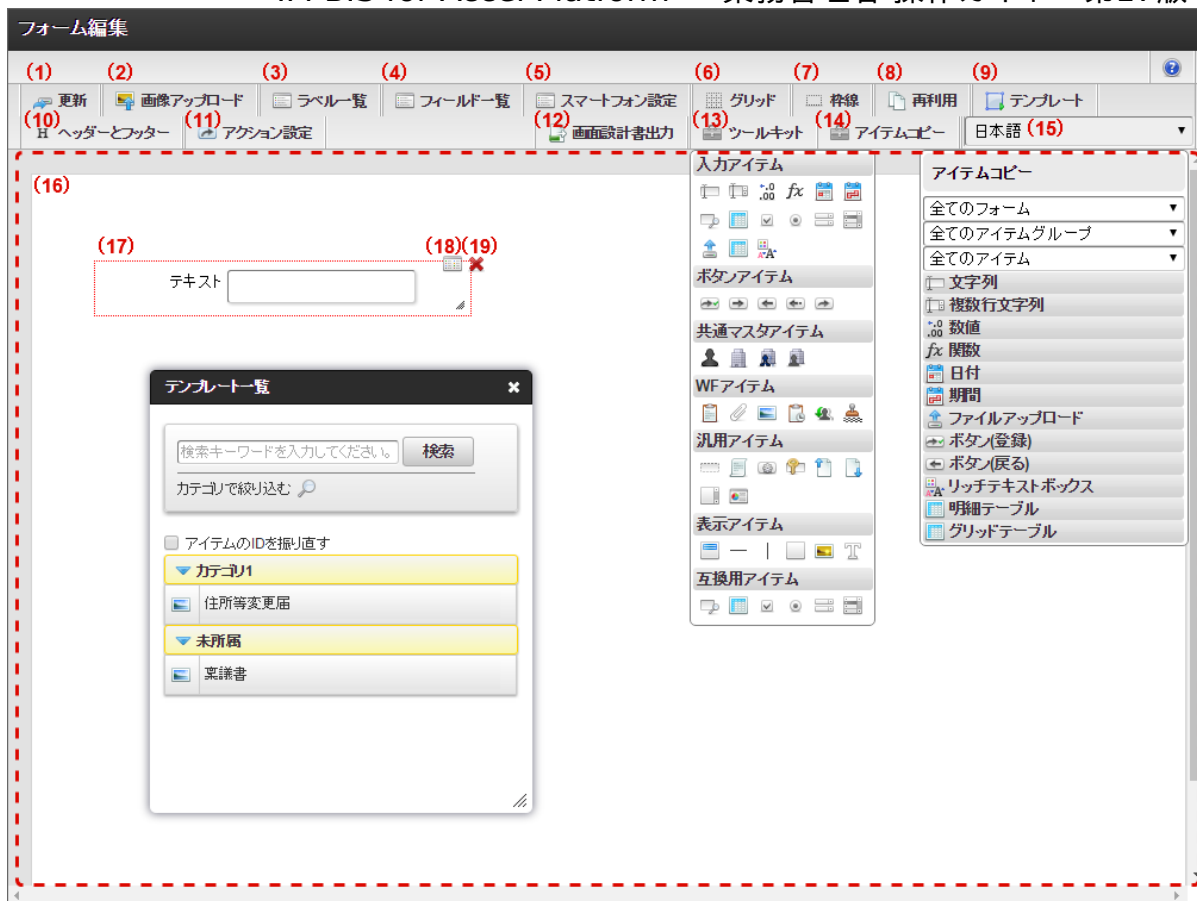 フォーム編集
(1) (2) (3) (4) (5) (6) (7) (8) (9)
更新 画像アップロード ラベル一覧 フィールド一覧 スマートフォン設定 グリッド 枠線 再利用 テンプレート
(10) (11) (12) (13) (14)
H ヘッダーとフッター アクション設定 画面設計書出力 ツールキット アイテムコピー 日本語 (15)
(16)
(17) (18)(19)
テキスト
テンプレート一覧
検索キーワードを入力してください。 検索
カテゴリで絞り込む
アイテムのIDを振り直す
カテゴリ1
住所等変更届
未所属
稟議書
入力アイテム
ボタンアイテム
共通マスタアイテム
WFアイテム
汎用アイテム
表示アイテム
互換用アイテム
アイテムコピー
全てのフォーム
全てのアイテムグループ
全てのアイテム
文字列
複数行文字列
数値
fx 関数
日付
期間
ファイルアップロード
ボタン(登録)
ボタン(戻る)
リッチテキストボックス
明細テーブル
グリッドテーブル